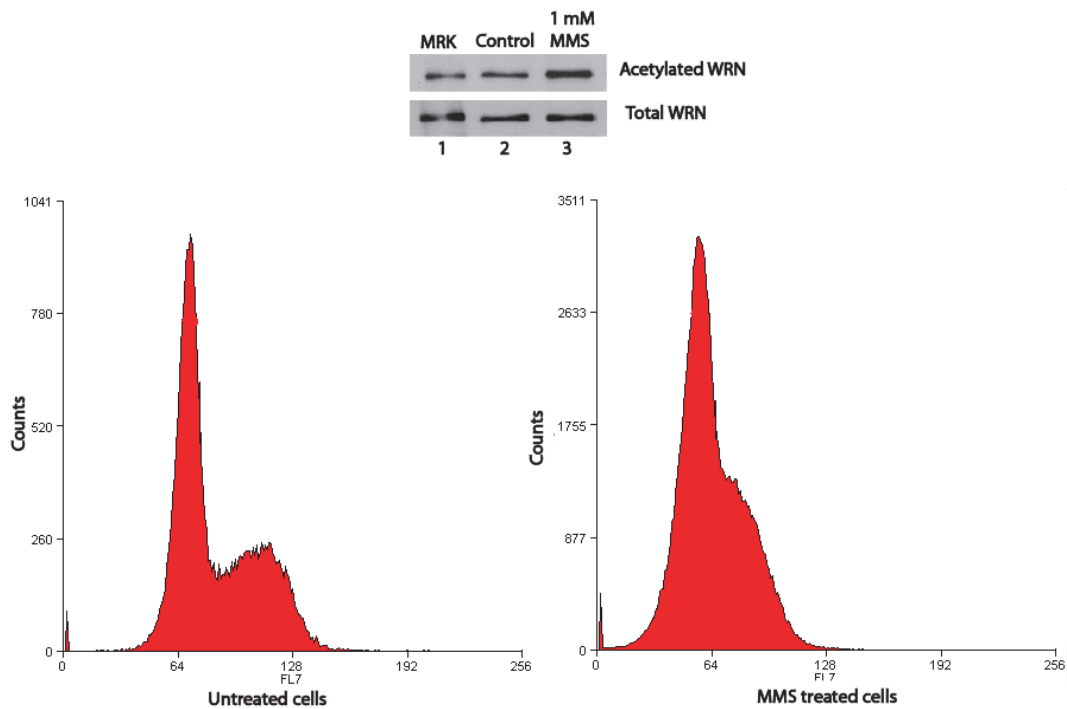 MRK Control 1 mM MMS
Acetylated WRN
Total WRN
1 2 3
1041
780
520
260
0
Counts
0 64 128 192 256
FL7
Untreated cells
3511
2633
1755
877
0
Counts
0 64 128 192 256
FL7
MMS treated cells